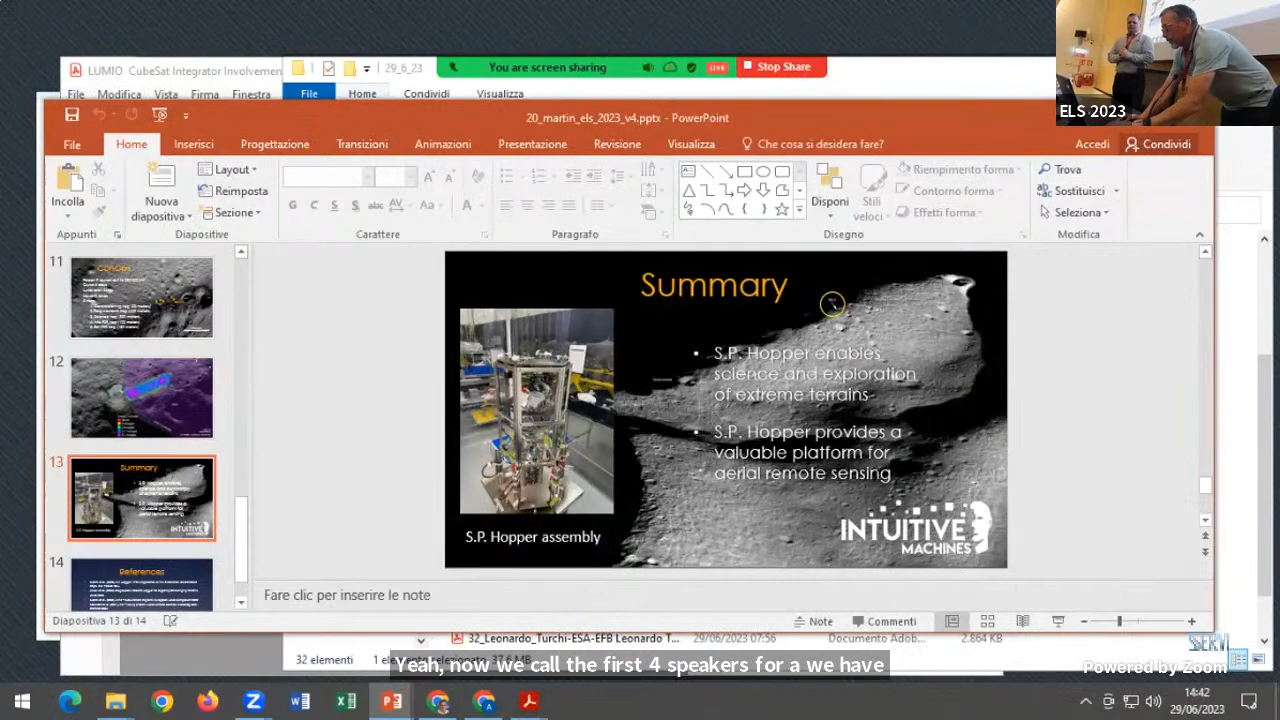 LUMIO CubeSat Integrator Involvemen
29_6_23
You are screen sharing
LIVE
Stop Share
ELS 2023
File Modifica Vista Firma Finestra
File Home Condividi Visualizza
20_martin_els_2023_v4.pptx - PowerPoint
File Home Inserisci Progettazione Transizioni Animazioni Presentazione Revisione Visualizza Che cosa si desidera fare? Accedi Condividi
Incolla
Nuova
diapositiva
Layout
Reimposta
Sezione
G C S S abc AV Aa A
Disponi
Stili
veloci
Riempimento forma
Contorno forma
Effetti forma
Trova
Sostituisci
Seleziona
Appunti Diapositive Carattere Paragrafo Disegno Modifica
11
ConOps
12
13
Summary
14
References
Summary
• S.P. Hopper enables
science and exploration
of extreme terrains
• S.P. Hopper provides a
valuable platform for
aerial remote sensing
S.P. Hopper assembly
INTUITIVE
MACHINES
Fare clic per inserire le note
Diapositiva 13 di 14
Note Commenti
32_Leonardo_Turchi-ESA-EFB Leonardo T... 29/06/2023 07:56 Documento Adob... 2.864 KB
32 elementi
Yeah, now we call the first 4 speakers for a we have
Powered by Zoom
14:42
29/06/2023